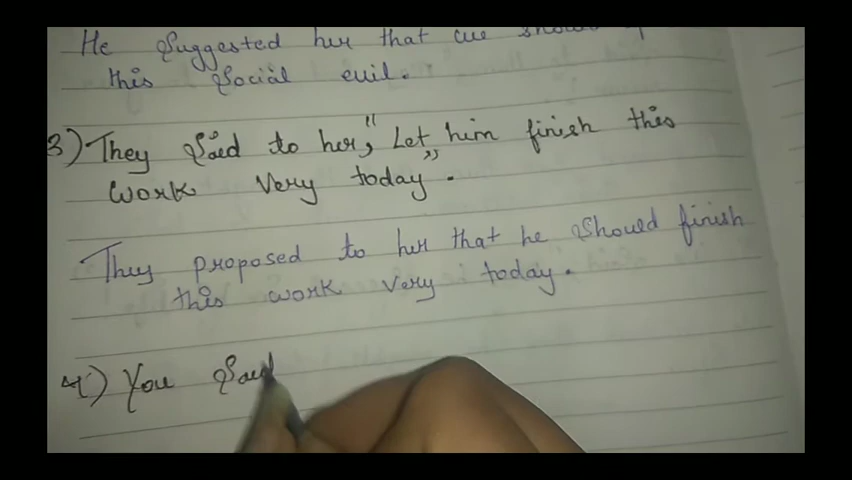 He suggested her that we should
this social evil.
3) They said to her, "Let him finish this
work very today".
They proposed to her that he should finish
this work very today.
4) You said